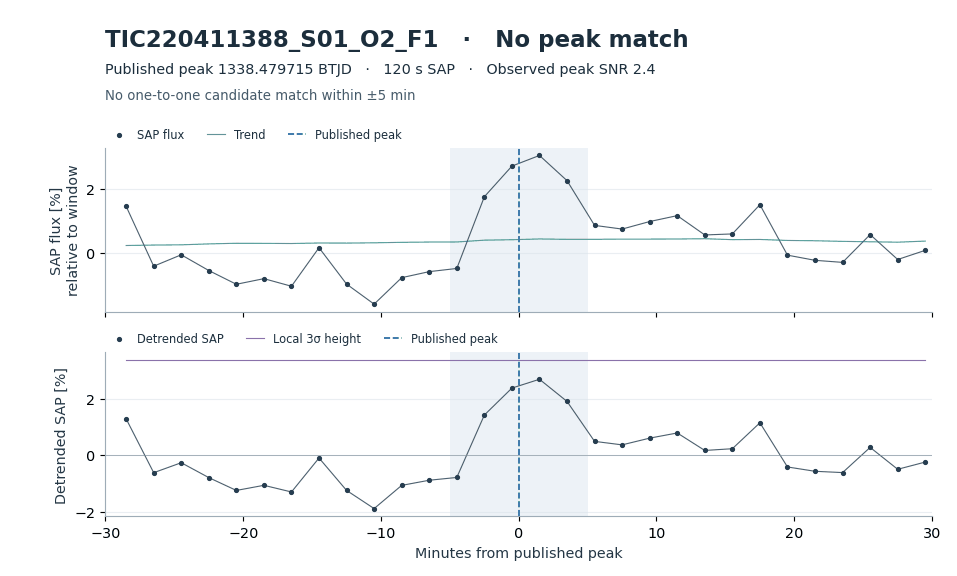 TIC220411388_S01_O2_F1 · No peak match
Published peak 1338.479715 BTJD · 120 s SAP · Observed peak SNR 2.4
No one-to-one candidate match within ±5 min
SAP flux Trend Published peak
SAP flux [%]
relative to window
2
0
Detrended SAP Local 3σ height Published peak
Detrended SAP [%]
2
0
−2
−30 −20 −10 0 10 20 30
Minutes from published peak